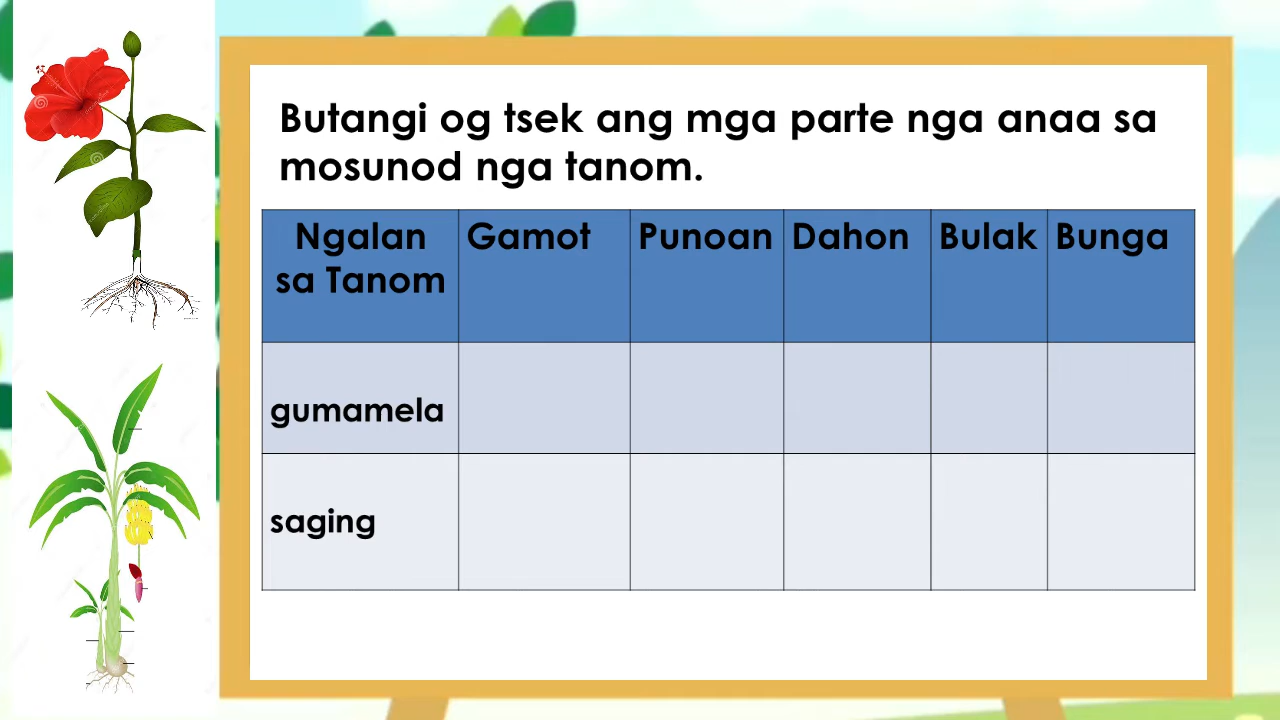 Butangi og tsek ang mga parte nga anaa sa
mosunod nga tanom.
Ngalan
sa Tanom
Gamot
Punoan
Dahon
Bulak
Bunga
gumamela
saging